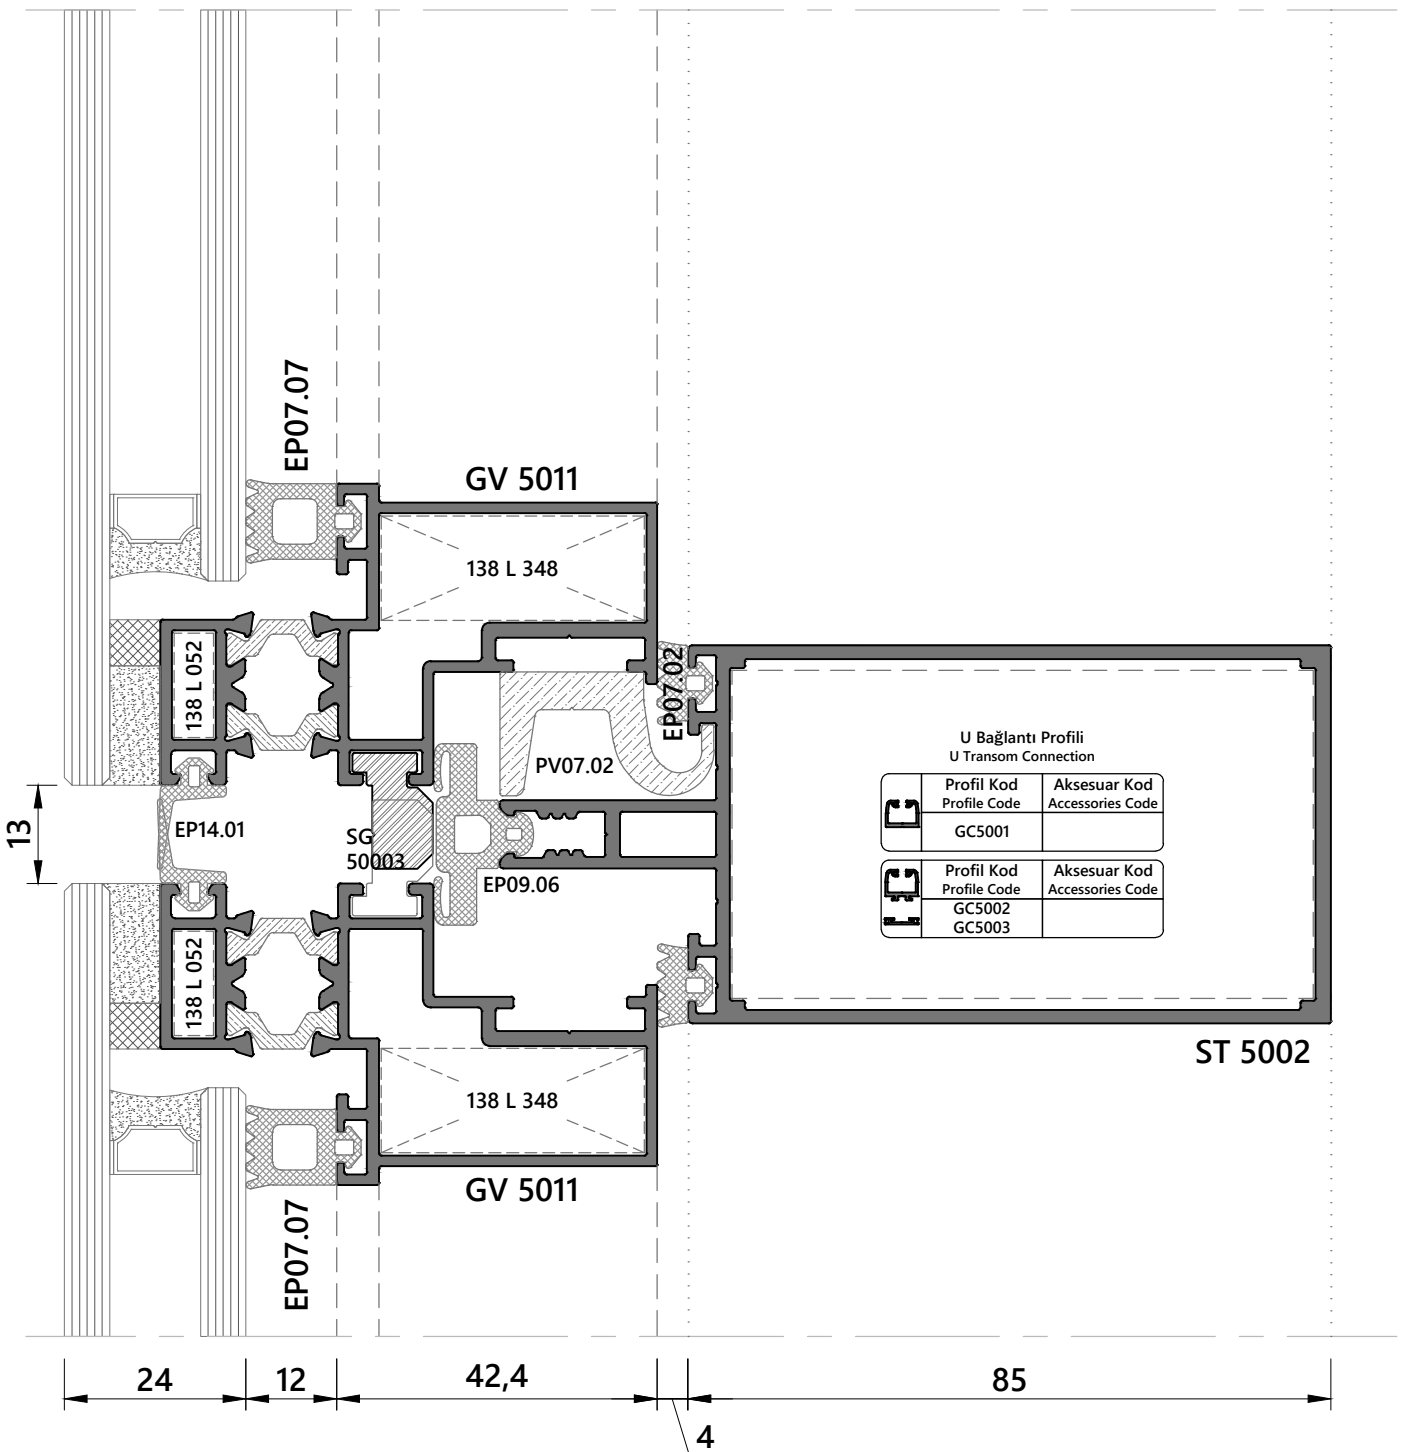 EP07.07
GV 5011
138 L 348
138 L 052
EP07.02
U Bağlantı Profili
U Transom Connection
PV07.02
Profil Kod
Profile Code
Aksesuar Kod
Accessories Code
GC5001
13
EP14.01
SG
50003
EP09.06
Profil Kod
Profile Code
Aksesuar Kod
Accessories Code
GC5002
GC5003
138 L 052
ST 5002
138 L 348
GV 5011
EP07.07
24
12
42,4
85
4